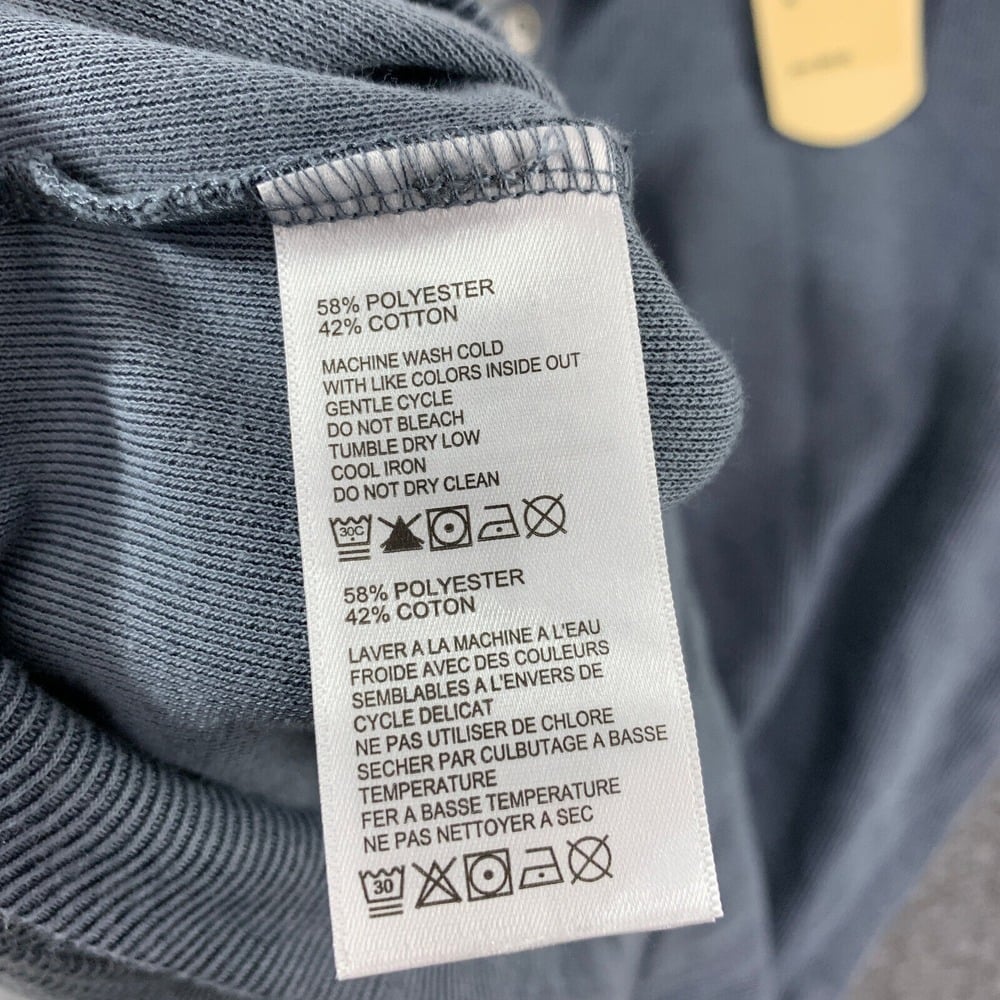 58% POLYESTER
42% COTTON
MACHINE WASH COLD
WITH LIKE COLORS INSIDE OUT
GENTLE CYCLE
DO NOT BLEACH
TUMBLE DRY LOW
COOL IRON
DO NOT DRY CLEAN
30C
58% POLYESTER
42% COTON
LAVER A LA MACHINE A L'EAU
FROIDE AVEC DES COULEURS
SEMBLABLES A L'ENVERS DE
CYCLE DELICAT
NE PAS UTILISER DE CHLORE
SECHER PAR CULBUTAGE A BASSE
TEMPERATURE
FER A BASSE TEMPERATURE
NE PAS NETTOYER A SEC
30